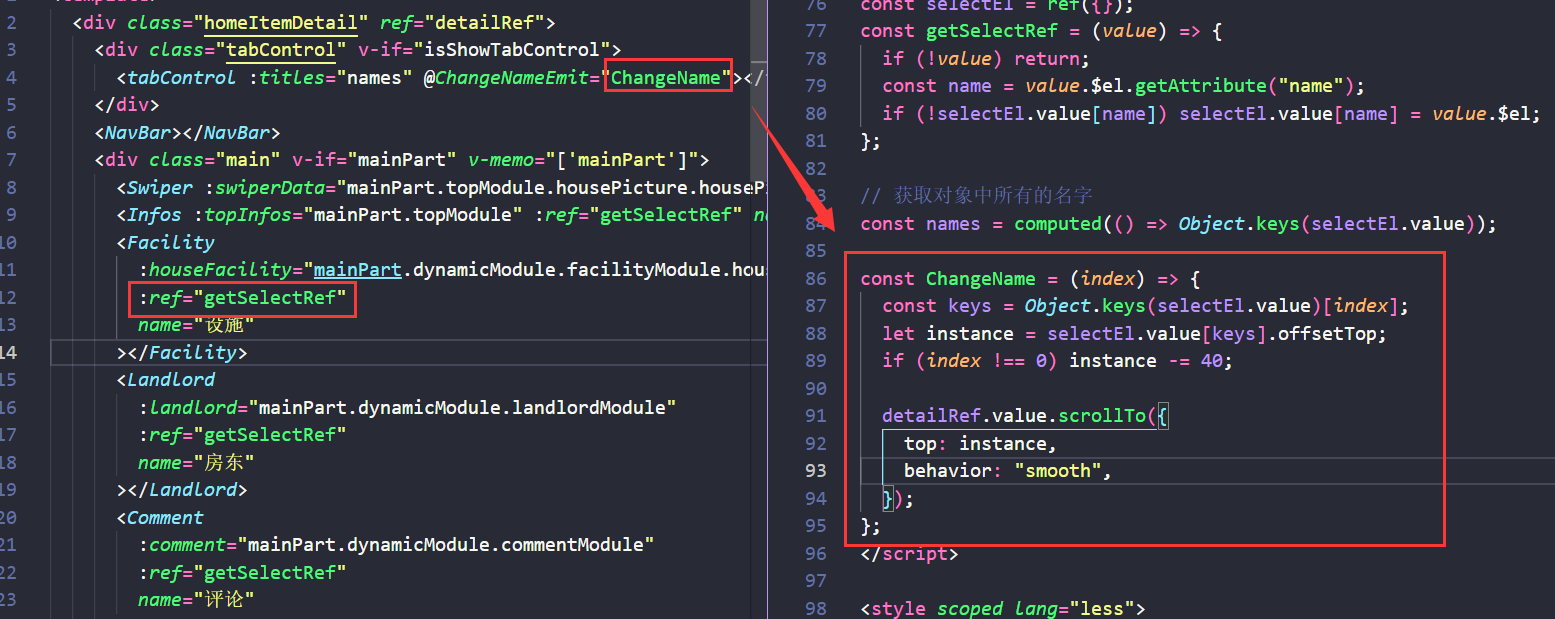 2 <div class="homeItemDetail" ref="detailRef">
3 <div class="tabControl" v-if="isShowTabControl">
4 <tabControl :titles="names" @ChangeNameEmit="ChangeName"></
5 </div>
6 <NavBar></NavBar>
7 <div class="main" v-if="mainPart" v-memo="['mainPart']">
8 <Swiper :swiperData="mainPart.topModule.housePicture.houseP
9 <Infos :topInfos="mainPart.topModule" :ref="getSelectRef" n
10 <Facility
11 :houseFacility="mainPart.dynamicModule.facilityModule.hou
12 :ref="getSelectRef"
13 name="设施"
14 ></Facility>
15 <Landlord
16 :landlord="mainPart.dynamicModule.landlordModule"
17 :ref="getSelectRef"
18 name="房东"
19 ></Landlord>
20 <Comment
21 :comment="mainPart.dynamicModule.commentModule"
22 :ref="getSelectRef"
23 name="评论"
76 const selectEl = ref({});
77 const getSelectRef = (value) => {
78 if (!value) return;
79 const name = value.$el.getAttribute("name");
80 if (!selectEl.value[name]) selectEl.value[name] = value.$el;
81 };
82
83 // 获取对象中所有的名字
84 const names = computed(() => Object.keys(selectEl.value));
85
86 const ChangeName = (index) => {
87 const keys = Object.keys(selectEl.value)[index];
88 let instance = selectEl.value[keys].offsetTop;
89 if (index !== 0) instance -= 40;
90
91 detailRef.value.scrollTo({
92 top: instance,
93 behavior: "smooth",
94 });
95 };
96 </script>
97
98 <style scoped lang="less">